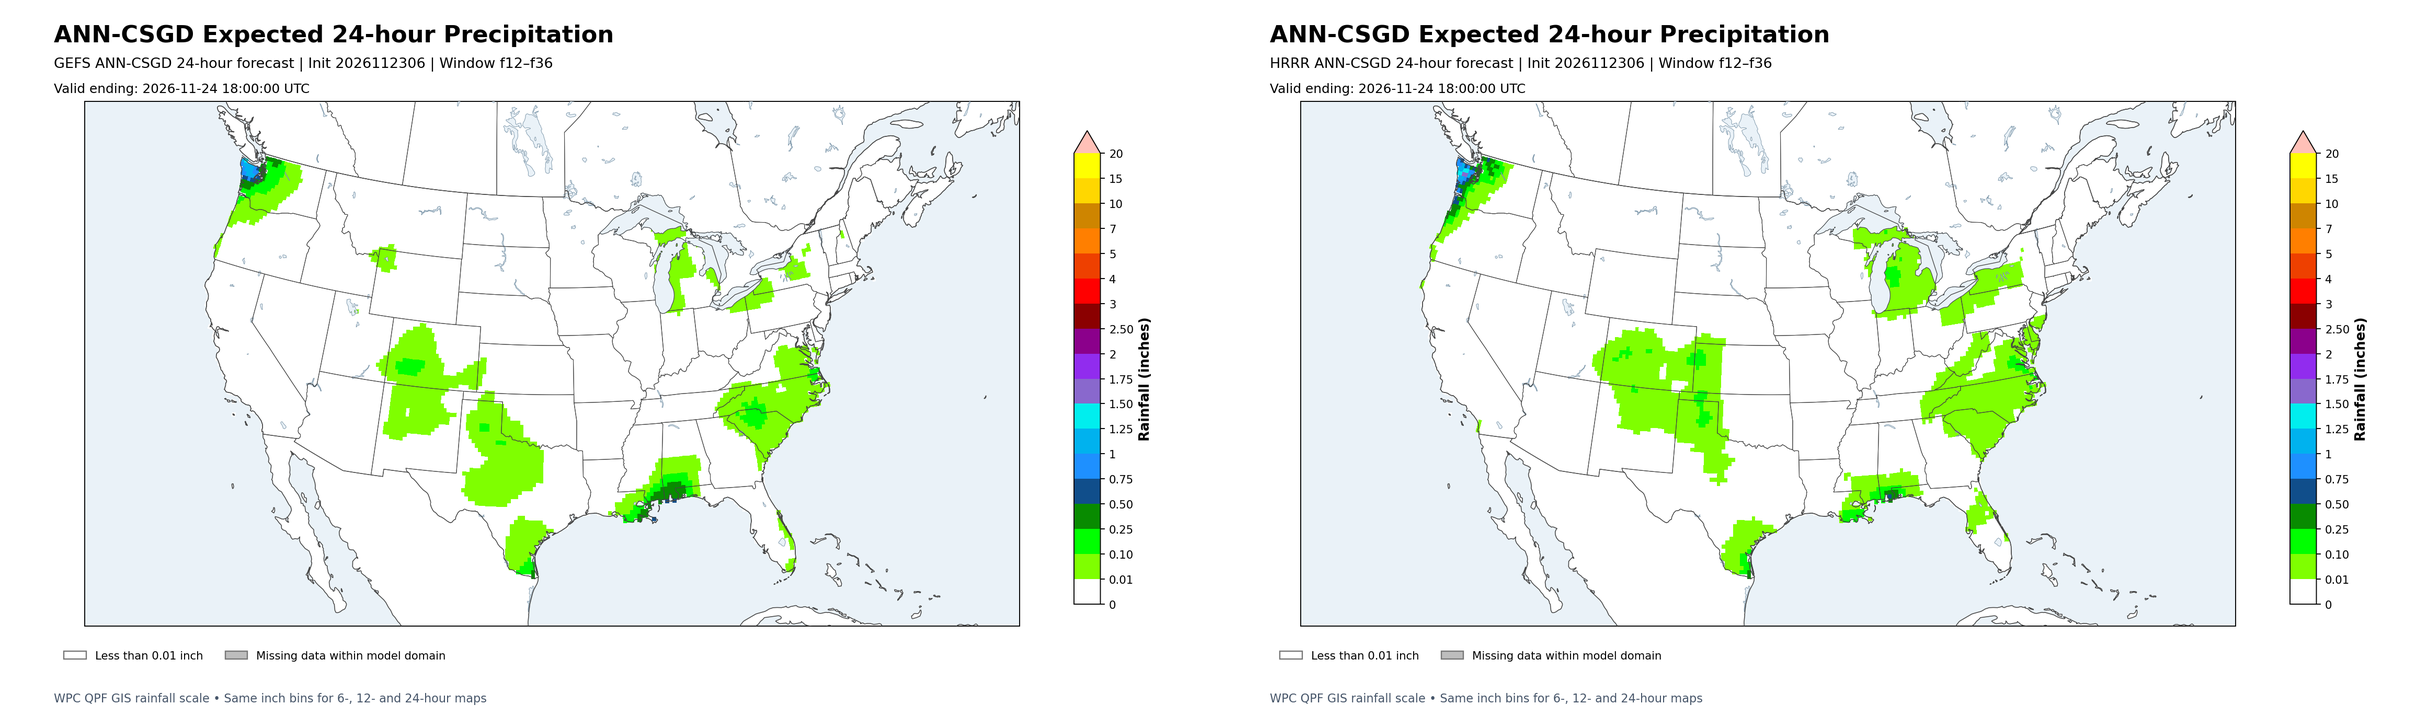 ANN-CSGD Expected 24-hour Precipitation
GEFS ANN-CSGD 24-hour forecast | Init 2026112306 | Window f12–f36
Valid ending: 2026-11-24 18:00:00 UTC
20
15
10
7
5
4
3
2.50
2
1.75
1.50
1.25
1
0.75
0.50
0.25
0.10
0.01
0
Rainfall (inches)
Less than 0.01 inch
Missing data within model domain
WPC QPF GIS rainfall scale • Same inch bins for 6-, 12- and 24-hour maps
ANN-CSGD Expected 24-hour Precipitation
HRRR ANN-CSGD 24-hour forecast | Init 2026112306 | Window f12–f36
Valid ending: 2026-11-24 18:00:00 UTC
20
15
10
7
5
4
3
2.50
2
1.75
1.50
1.25
1
0.75
0.50
0.25
0.10
0.01
0
Rainfall (inches)
Less than 0.01 inch
Missing data within model domain
WPC QPF GIS rainfall scale • Same inch bins for 6-, 12- and 24-hour maps